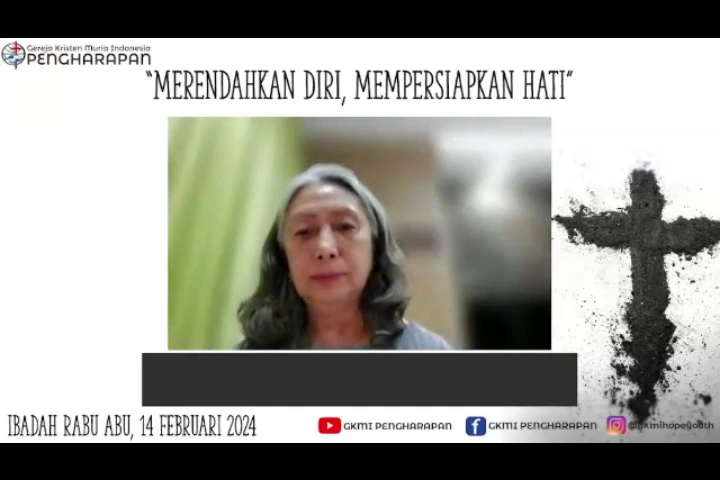 Gereja Kristen Muria Indonesia
PENGHARAPAN
"MERENDAHKAN DIRI, MEMPERSIAPKAN HATI"
IBADAH RABU ABU, 14 FEBRUARI 2024
GKMI PENGHARAPAN
GKMI PENGHARAPAN
@gkmihopeyouth